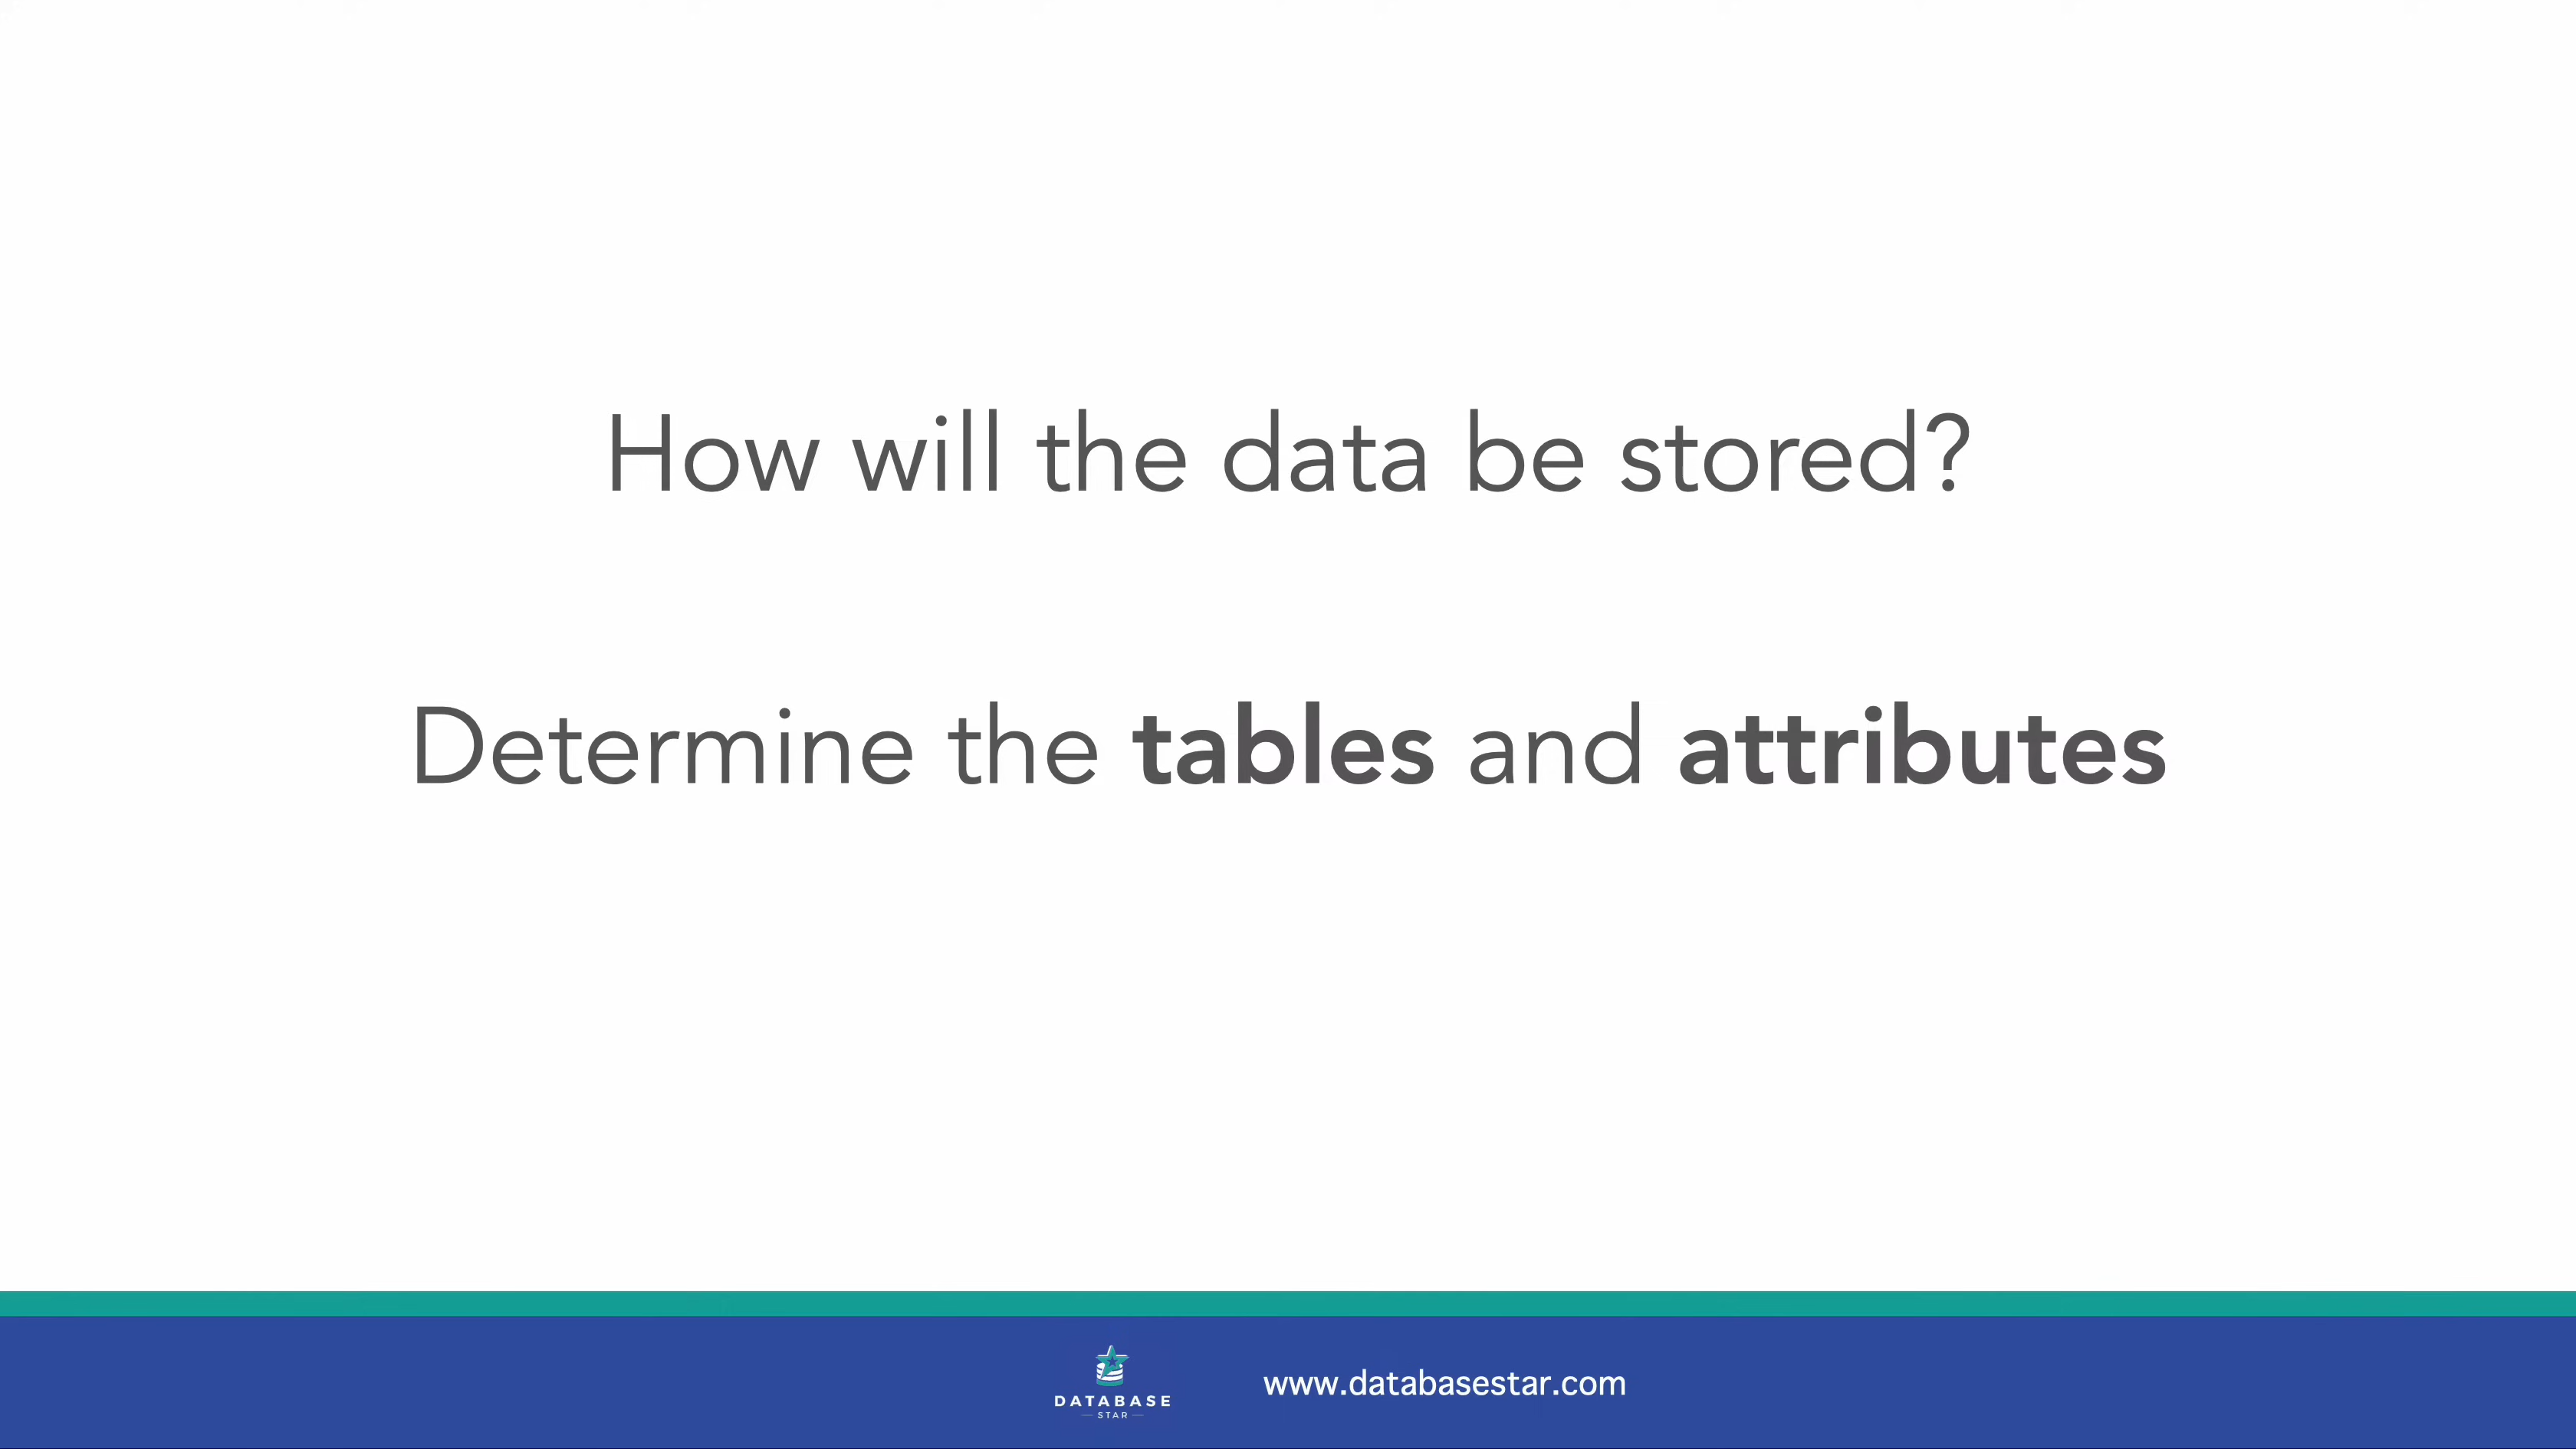 How will the data be stored?
Determine the tables and attributes
DATABASE
STAR
www.databasestar.com